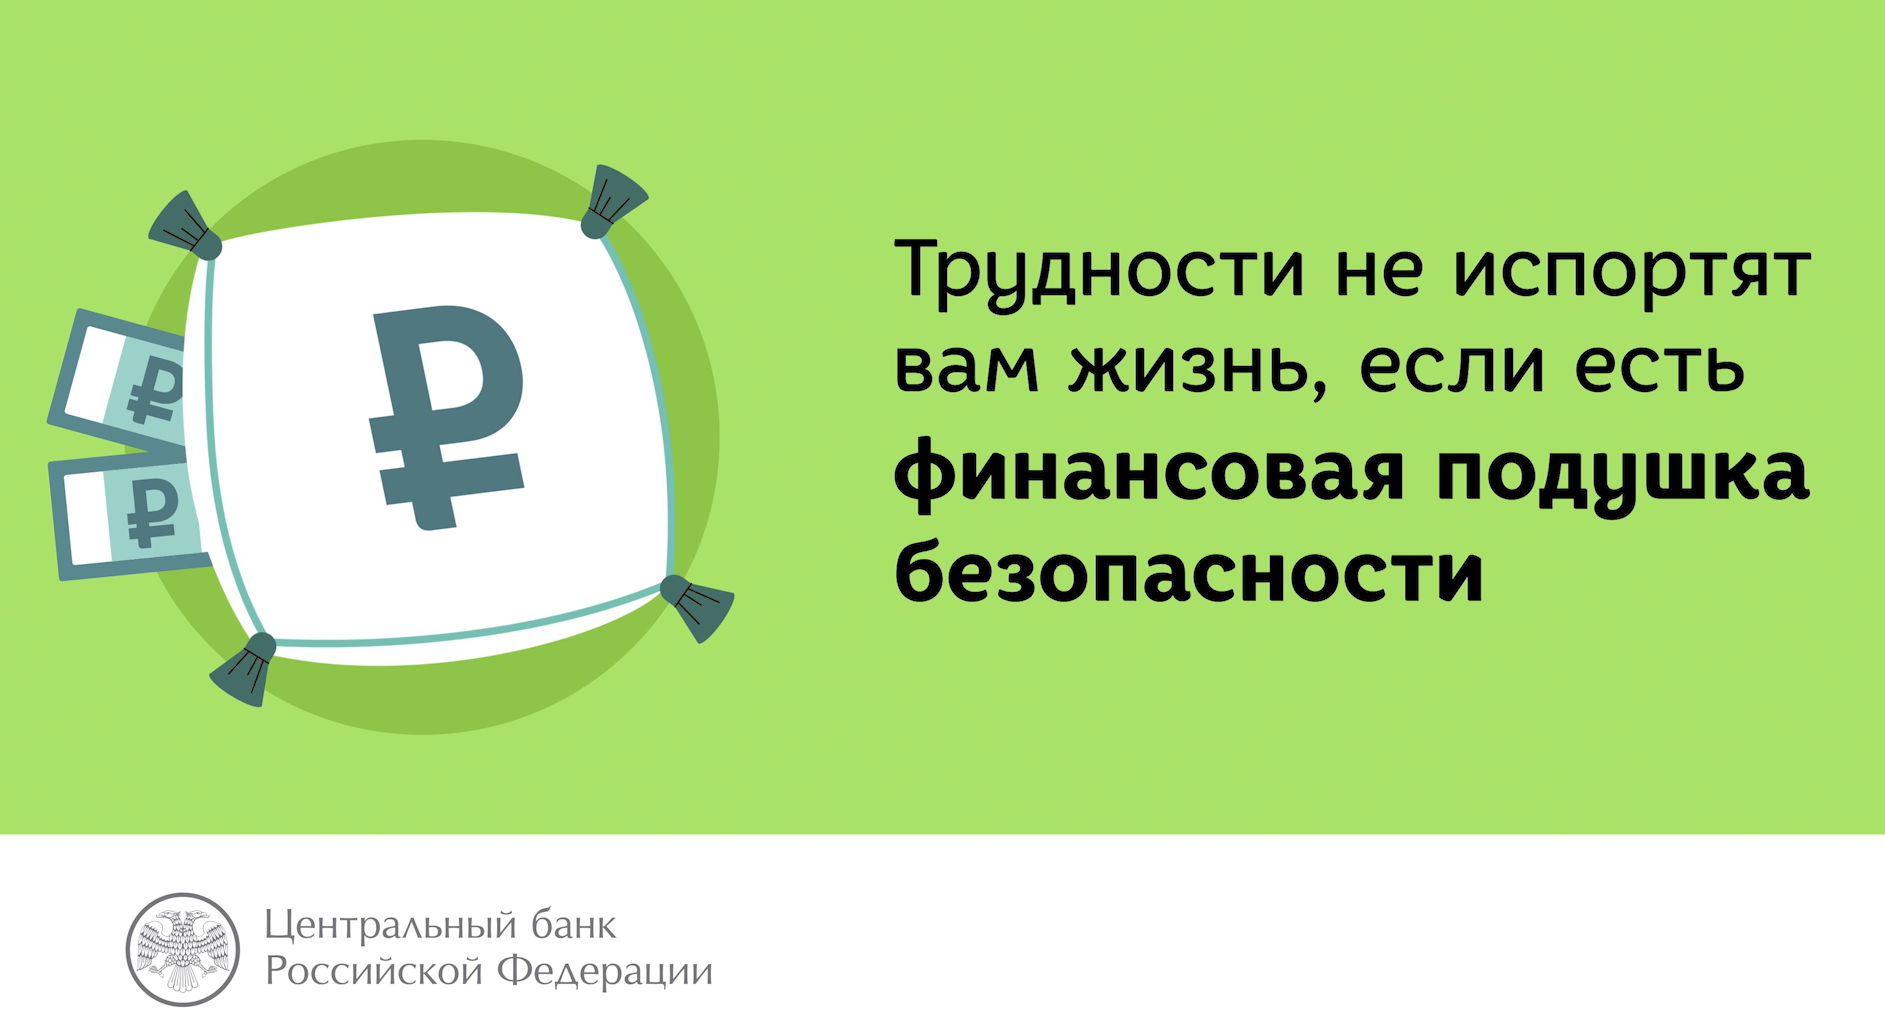 Трудности не испортят
вам жизнь, если есть
финансовая подушка
безопасности
₽
₽
₽
Центральный банк
Российской Федерации